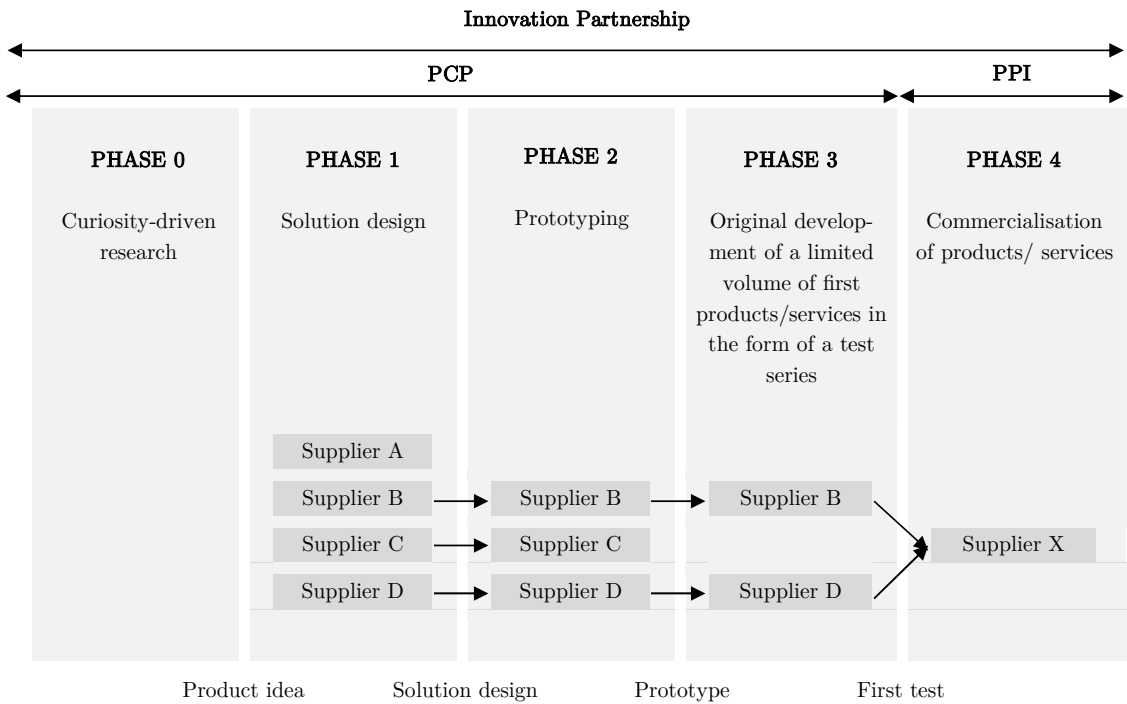 Innovation Partnership
PCP
PPI
PHASE 0
Curiosity-driven
research
PHASE 1
Solution design
PHASE 2
Prototyping
PHASE 3
Original develop-
ment of a limited
volume of first
products/services in
the form of a test
series
PHASE 4
Commercialisation
of products/ services
Supplier A
Supplier B
Supplier C
Supplier D
Supplier B
Supplier C
Supplier D
Supplier B
Supplier D
Supplier X
Product idea
Solution design
Prototype
First test